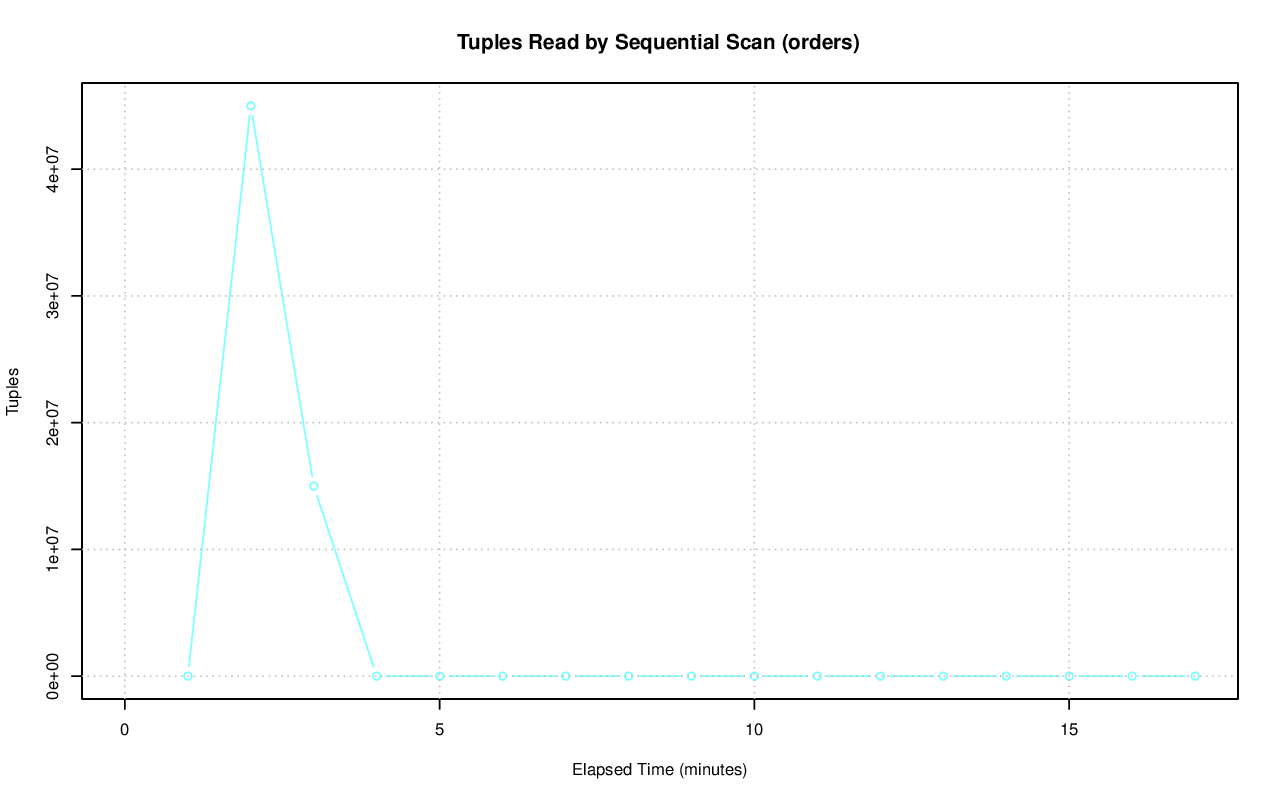 Tuples Read by Sequential Scan (orders)
Tuples
4e+07
3e+07
2e+07
1e+07
0e+00
0 5 10 15
Elapsed Time (minutes)